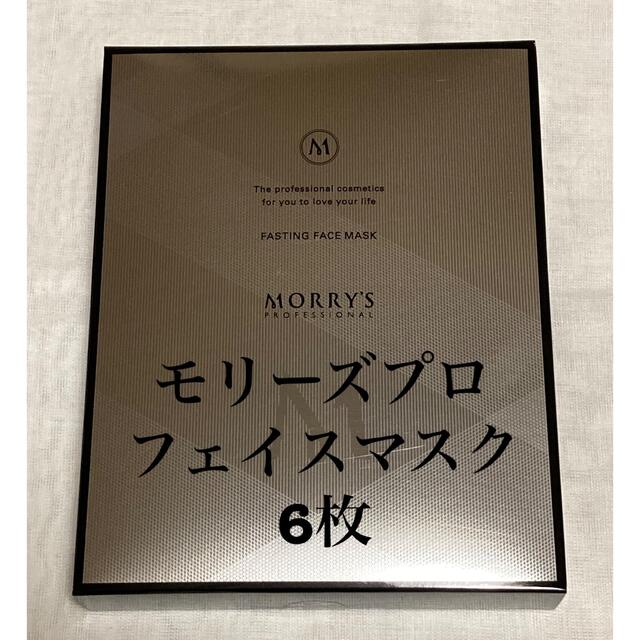 M
The professional cosmetics
for you to love your life
FASTING FACE MASK
MORRY'S
PROFESSIONAL
モリーズプロ
フェイスマスク
6枚